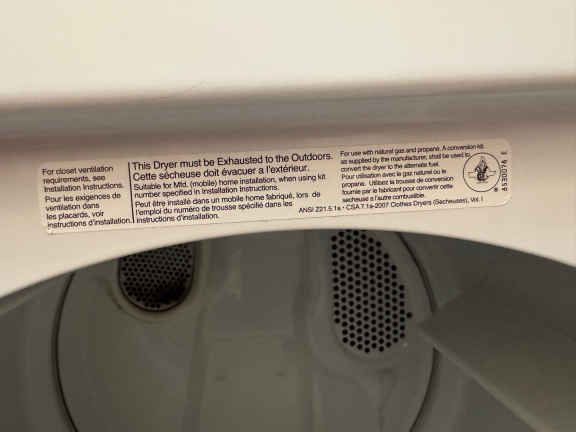 For closet ventilation
requirements, see
Installation Instructions.
Pour les exigences de
ventilation dans
les placards, voir
instructions d'installation.
This Dryer must be Exhausted to the Outdoors.
Cette sécheuse doit évacuer a l'extérieur.
Suitable for Mfd. (mobile) home installation, when using kit
number specified in Installation Instructions.
Peut être installé dans un mobile home fabriqué, lors de
l'emploi du numéro de trousse spécifié dans les
instructions d'installation.
For use with natural gas and propane. A conversion kit,
as supplied by the manufacturer, shall be used to
convert the dryer to the alternate fuel.
Pour utilisation avec le gaz naturel ou le
propane. Utilisez la trousse de conversion
fournie par le fabricant pour convertir cette
sécheuse a l'autre combustible.
ANSI Z21.5.1a • CSA 7.1a-2007 Clothes Dryers (Sécheuses), Vol. I